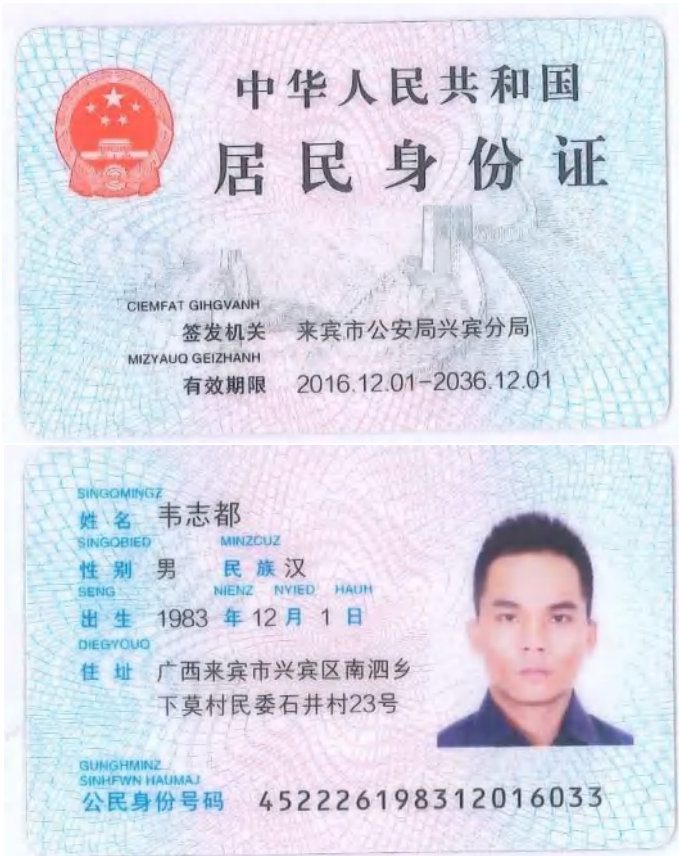 中华人民共和国
居民身份证
CIEMFAT GIHGVANH
签发机关 来宾市公安局兴宾分局
MIZYAUQ GEIZHANH
有效期限 2016.12.01-2036.12.01
SINGQMINGZ
姓名 韦志都
SINGQBIED MINZCUZ
性别 男 民族 汉
SENG NIENZ NYIED HAUH
出生 1983 年 12 月 1 日
DIEGYOUQ
住址 广西来宾市兴宾区南泗乡
下莫村民委石井村23号
GUNGHMINZ
SINHFWN HAUMAJ
公民身份号码 452226198312016033